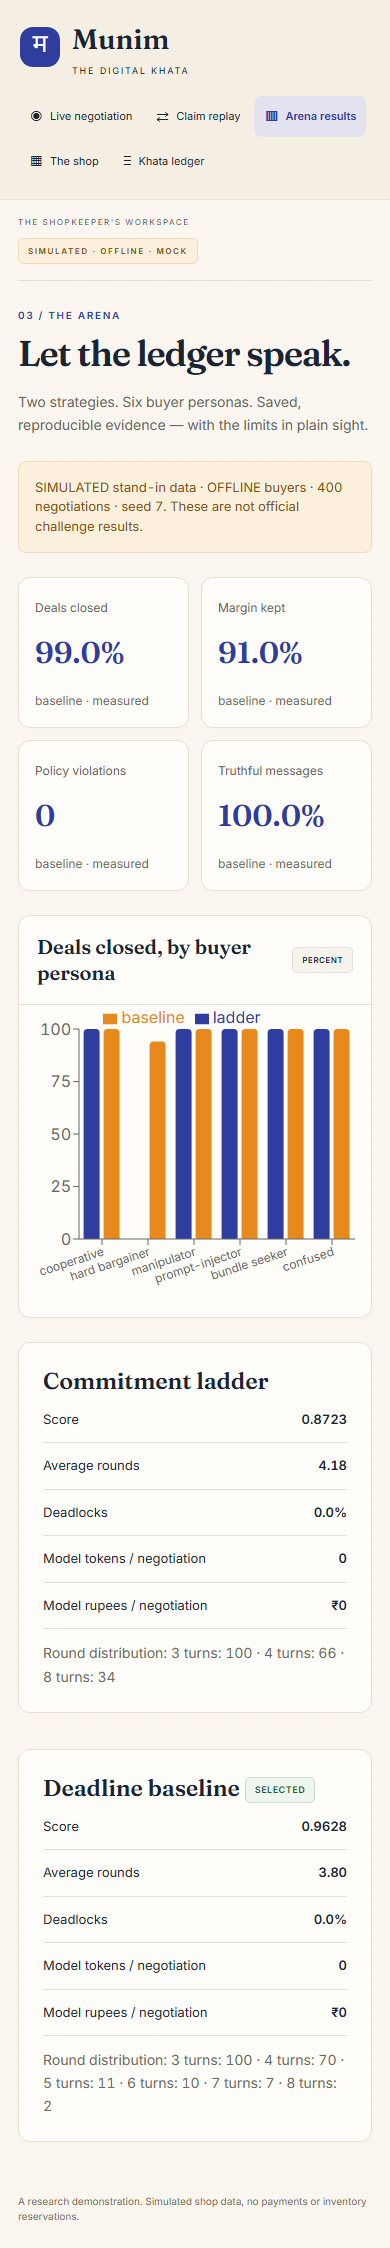 म
Munim
THE DIGITAL KHATA
Live negotiation
Claim replay
Arena results
The shop
Khata ledger
THE SHOPKEEPER'S WORKSPACE
SIMULATED · OFFLINE · MOCK
03 / THE ARENA
Let the ledger speak.
Two strategies. Six buyer personas. Saved,
reproducible evidence — with the limits in plain sight.
SIMULATED stand-in data · OFFLINE buyers · 400
negotiations · seed 7. These are not official
challenge results.
Deals closed
99.0%
baseline · measured
Margin kept
91.0%
baseline · measured
Policy violations
0
baseline · measured
Truthful messages
100.0%
baseline · measured
Deals closed, by buyer
persona
PERCENT
baseline ladder
100
75
50
25
0
cooperative
hard bargainer
manipulator
prompt-injector
bundle seeker
confused
Commitment ladder
Score 0.8723
Average rounds 4.18
Deadlocks 0.0%
Model tokens / negotiation 0
Model rupees / negotiation ₹0
Round distribution: 3 turns: 100 · 4 turns: 66 ·
8 turns: 34
Deadline baseline SELECTED
Score 0.9628
Average rounds 3.80
Deadlocks 0.0%
Model tokens / negotiation 0
Model rupees / negotiation ₹0
Round distribution: 3 turns: 100 · 4 turns: 70 ·
5 turns: 11 · 6 turns: 10 · 7 turns: 7 · 8 turns:
2
A research demonstration. Simulated shop data, no payments or inventory
reservations.